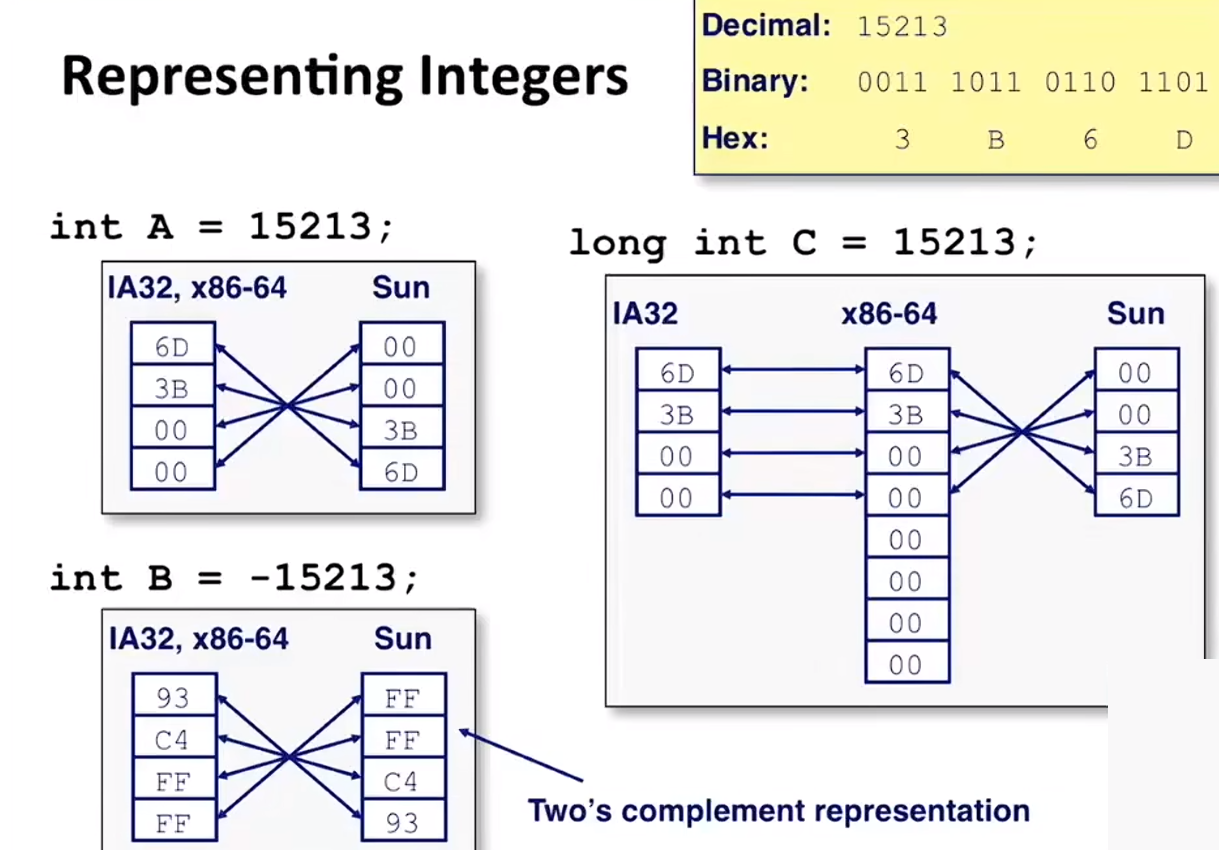 Representing Integers
Decimal: 15213
Binary: 0011 1011 0110 1101
Hex: 3 B 6 D
int A = 15213;
IA32, x86-64 Sun
6D 00
3B 00
00 3B
00 6D
int B = -15213;
IA32, x86-64 Sun
93 FF
C4 FF
FF C4
FF 93
Two's complement representation
long int C = 15213;
IA32 x86-64 Sun
6D 6D 00
3B 3B 00
00 00 3B
00 00 6D
00
00
00
00